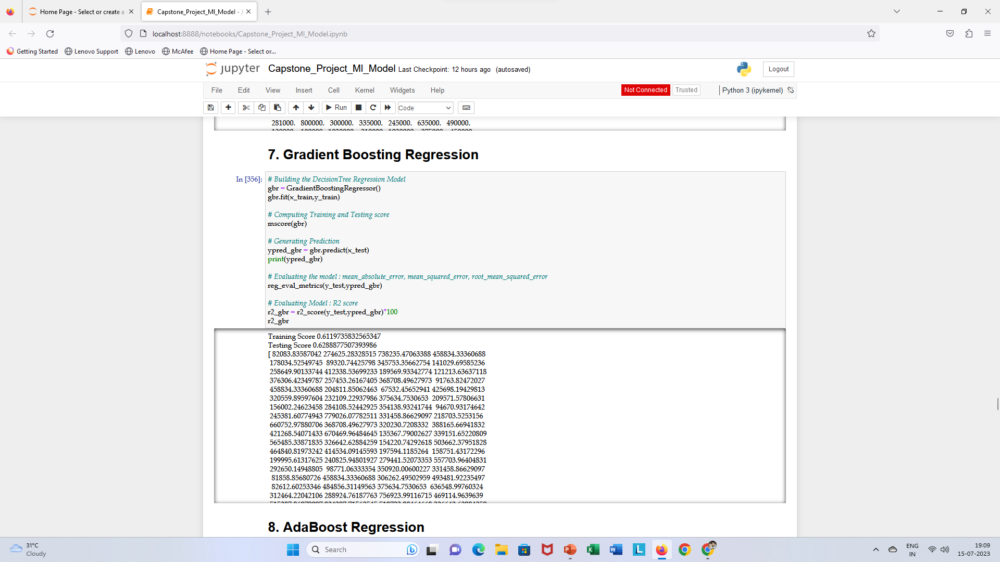 Home Page - Select or create a
Capstone_Project_Ml_Model - J
localhost:8888/notebooks/Capstone_Project_Ml_Model.ipynb
Getting Started
Lenovo Support
Lenovo
McAfee
Home Page - Select or...
jupyter
Capstone_Project_Ml_Model Last Checkpoint: 12 hours ago (autosaved)
Logout
File Edit View Insert Cell Kernel Widgets Help
Not Connected
Trusted
Python 3 (ipykernel)
Run
Code
281000. 800000. 300000. 335000. 245000. 635000. 490000.
7. Gradient Boosting Regression
In [356]:
# Building the DecisionTree Regression Model
gbr = GradientBoostingRegressor()
gbr.fit(x_train,y_train)
# Computing Training and Testing score
mscore(gbr)
# Generating Prediction
ypred_gbr = gbr.predict(x_test)
print(ypred_gbr)
# Evaluating the model : mean_absolute_error, mean_squared_error, root_mean_squared_error
reg_eval_metrics(y_test,ypred_gbr)
# Evaluating Model : R2 score
r2_gbr = r2_score(y_test,ypred_gbr)*100
r2_gbr
Training Score 0.6119735832565347
Testing Score 0.6288877507393986
[ 82083.83587042 274625.28328515 738235.47063388 458834.33360688
178034.52549745 89320.74425798 345753.35662754 141029.69585236
258649.90133744 412338.53699233 189569.93342774 121213.63637118
376306.42349787 257453.26167405 368708.49627973 91763.82472027
458834.33360688 204811.85062463 67532.45652941 425698.19429813
320559.89597604 232109.22937986 375634.7530653 209571.57806631
156002.24623458 284108.52442925 354138.93241744 94670.93174642
245381.60774943 779026.07782511 331458.86629097 218703.5253156
660752.97880706 368708.49627973 320230.7208332 388165.66941832
421268.54071433 670469.96484645 135367.79002627 339151.65220809
565485.33871835 326642.62884259 154220.74292618 503662.37951828
464840.81973242 414534.09145593 197594.1185264 158751.43172296
199995.61317625 240825.94801927 279441.52073353 557703.96404831
292650.14948805 98771.06333354 350920.00600227 331458.86629097
81858.85680726 458834.33360688 306262.49502959 493481.92235497
82612.60253346 484856.31149563 375634.7530653 636548.99760324
312464.22042106 288924.76187763 756923.99116715 469114.9639639
8. AdaBoost Regression
31°C
Cloudy
Search
ENG
IN
19:09
15-07-2023